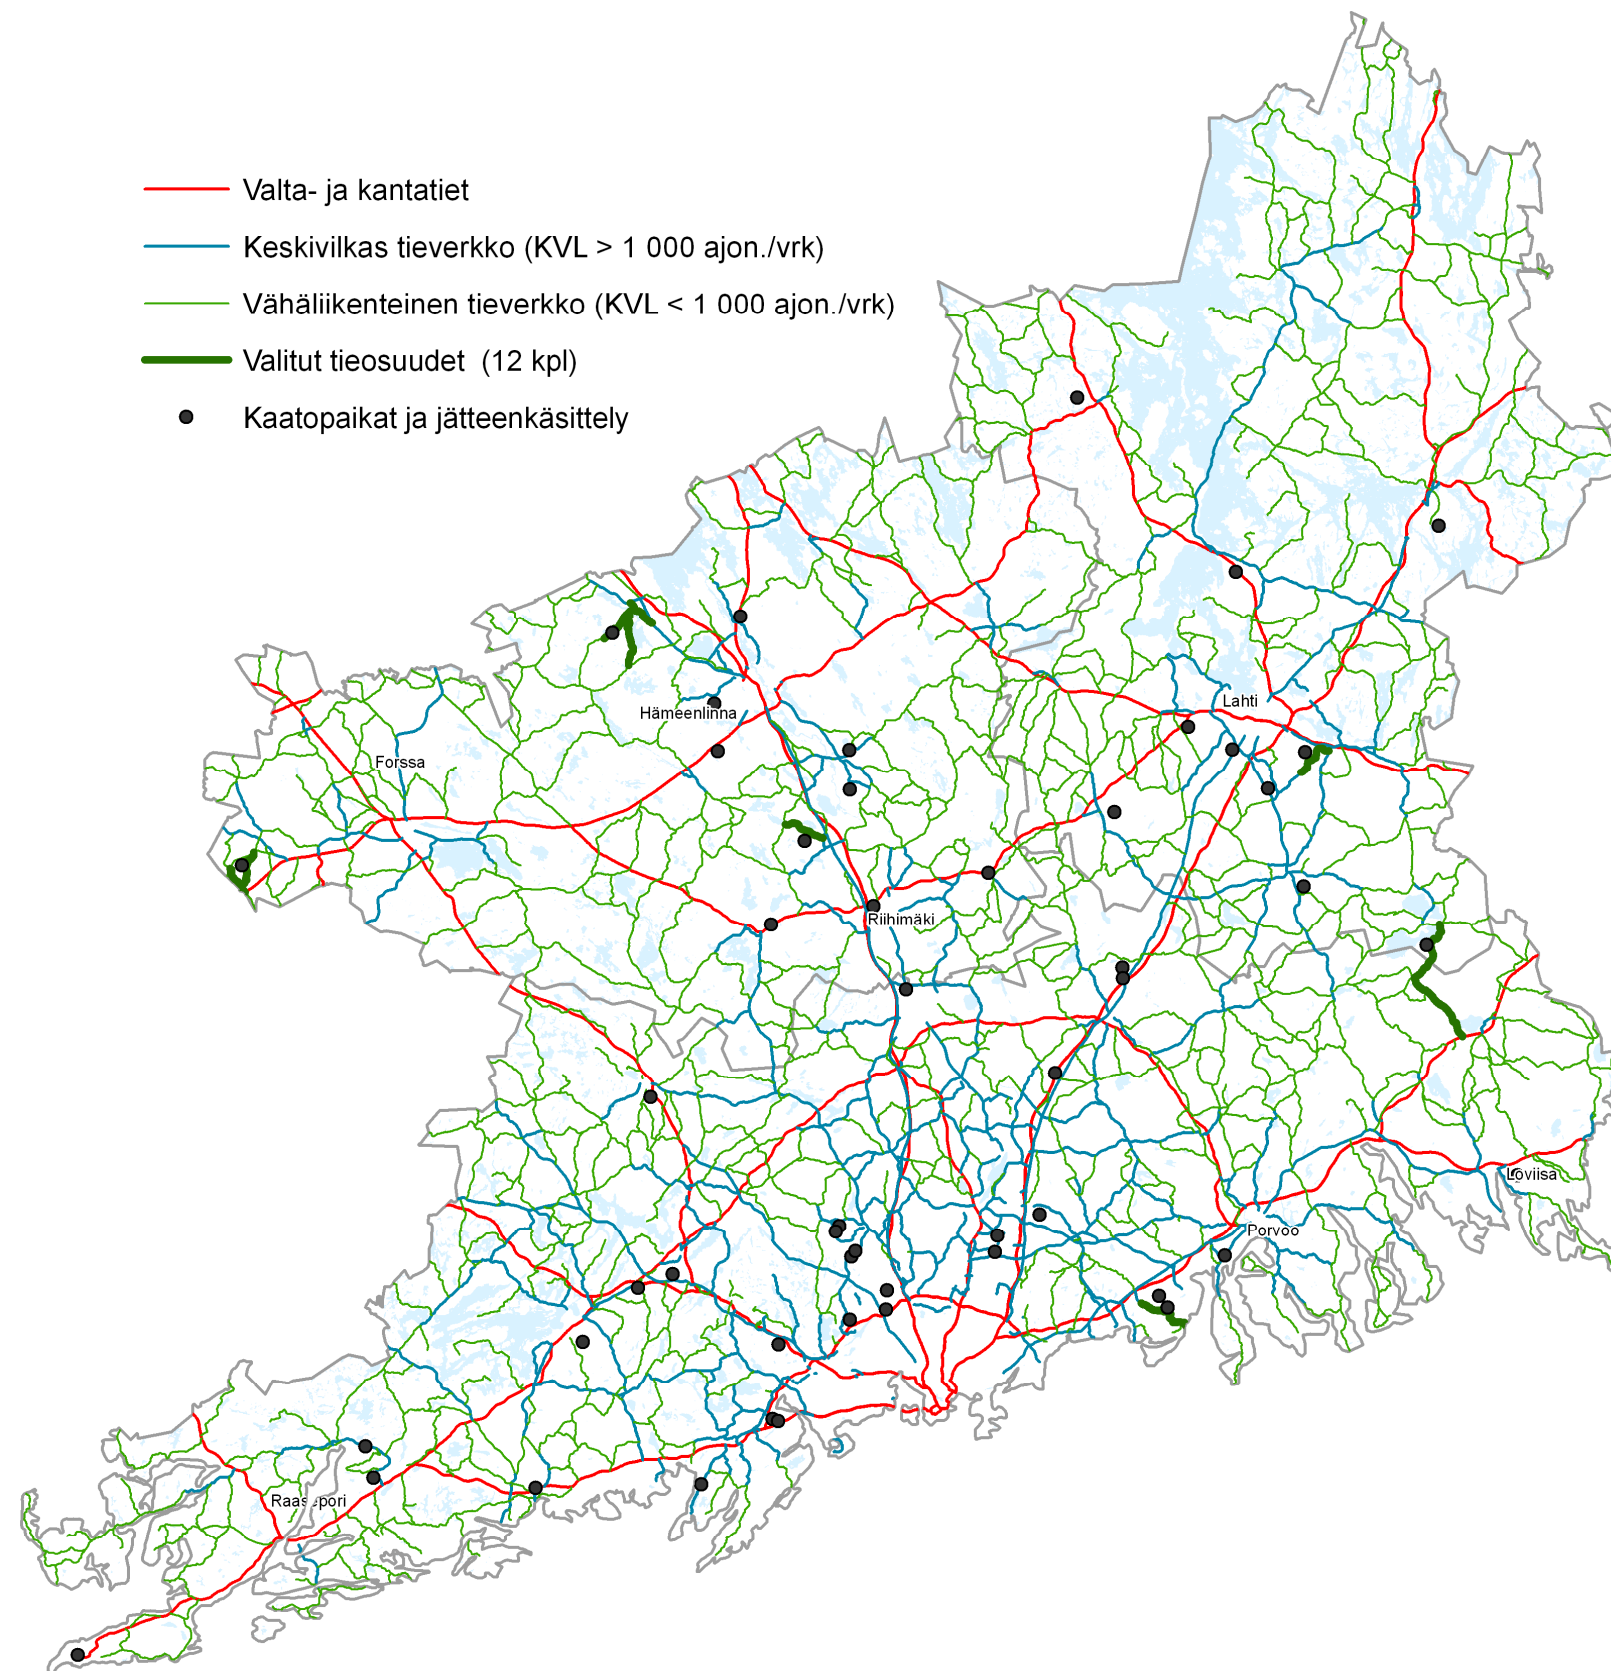 Valta- ja kantatiet
Keskivilkas tieverkko (KVL > 1 000 ajon./vrk)
Vähäliikenteinen tieverkko (KVL < 1 000 ajon./vrk)
Valitut tieosuudet (12 kpl)
Kaatopaikat ja jätteenkäsittely
Lahti
Hämeenlinna
Forssa
Riihimäki
Loviisa
Porvoo
Raasepori